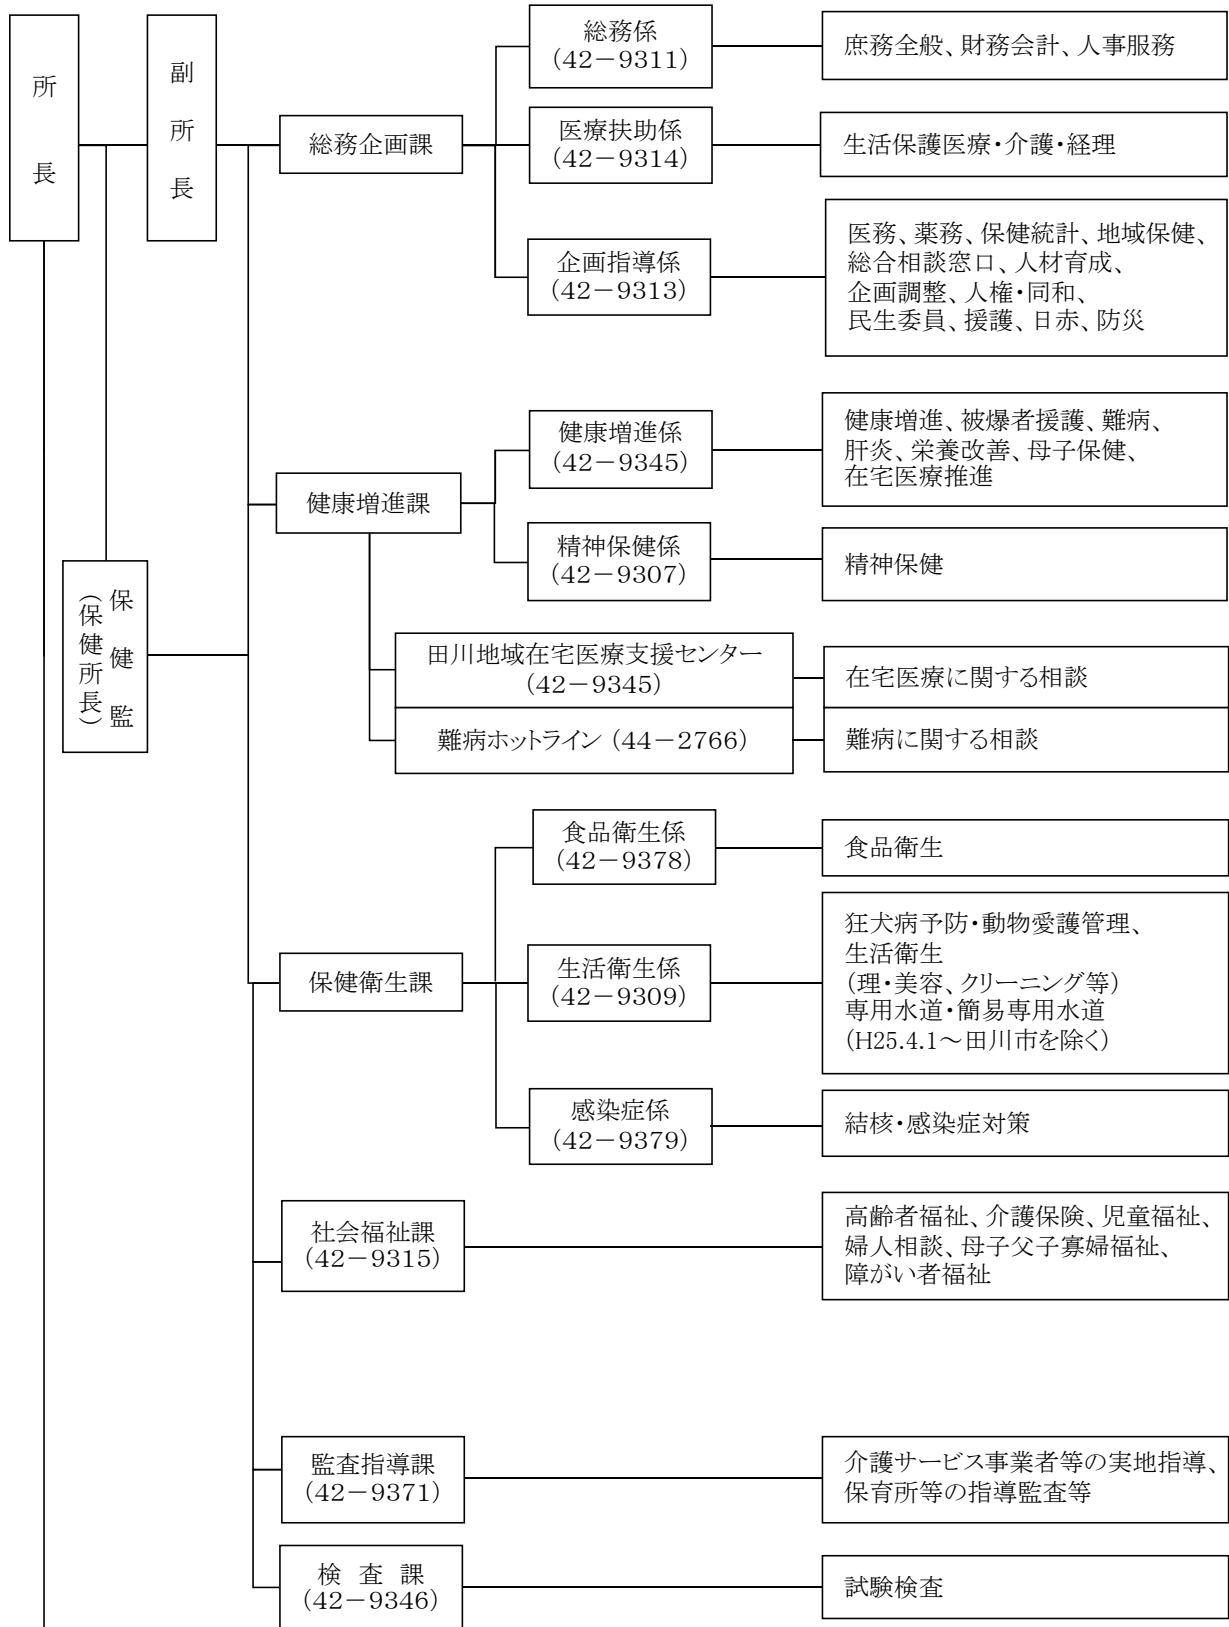 所長
副所長
保健監
（保健所長）
総務企画課
総務係
(42－9311)
庶務全般、財務会計、人事服務
医療扶助係
(42－9314)
生活保護医療・介護・経理
企画指導係
(42－9313)
医務、薬務、保健統計、地域保健、
総合相談窓口、人材育成、
企画調整、人権・同和、
民生委員、援護、日赤、防災
健康増進課
健康増進係
(42－9345)
健康増進、被爆者援護、難病、
肝炎、栄養改善、母子保健、
在宅医療推進
精神保健係
(42－9307)
精神保健
田川地域在宅医療支援センター
(42－9345)
在宅医療に関する相談
難病ホットライン (44－2766)
難病に関する相談
保健衛生課
食品衛生係
(42－9378)
食品衛生
生活衛生係
(42－9309)
狂犬病予防・動物愛護管理、
生活衛生
(理・美容、クリーニング等)
専用水道・簡易専用水道
(H25.4.1～田川市を除く)
感染症係
(42－9379)
結核・感染症対策
社会福祉課
(42－9315)
高齢者福祉、介護保険、児童福祉、
婦人相談、母子父子寡婦福祉、
障がい者福祉
監査指導課
(42－9371)
介護サービス事業者等の実地指導、
保育所等の指導監査等
検 査 課
(42－9346)
試験検査